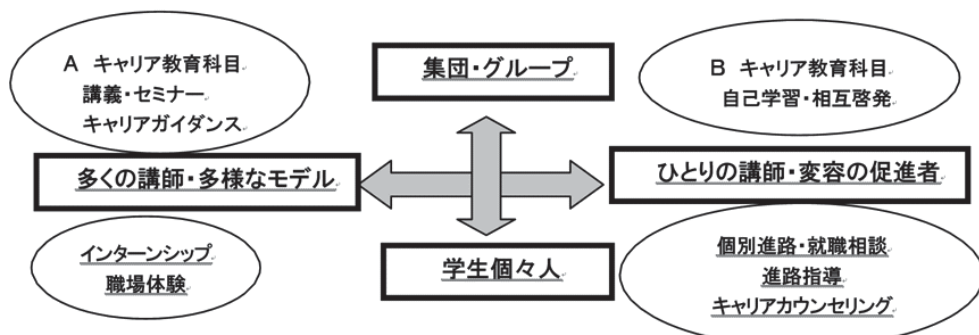 A キャリア教育科目
講義・セミナー
キャリアガイダンス
集団・グループ
B キャリア教育科目
自己学習・相互啓発
多くの講師・多様なモデル
ひとりの講師・変容の促進者
インターンシップ
職場体験
学生個々人
個別進路・就職相談
進路指導
キャリアカウンセリング